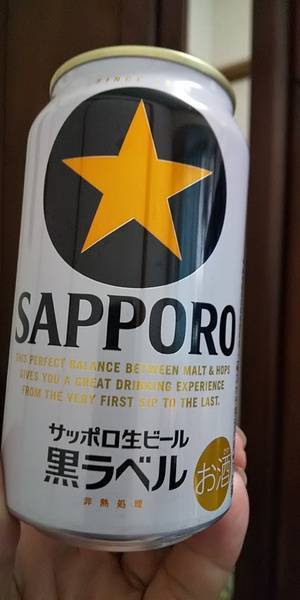 SINCE
SAPPORO
THIS PERFECT BALANCE BETWEEN MALT & HOPS
GIVES YOU A GREAT DRINKING EXPERIENCE
FROM THE VERY FIRST SIP TO THE LAST.
サッポロ生ビール
黒ラベル
お酒
非熱処理